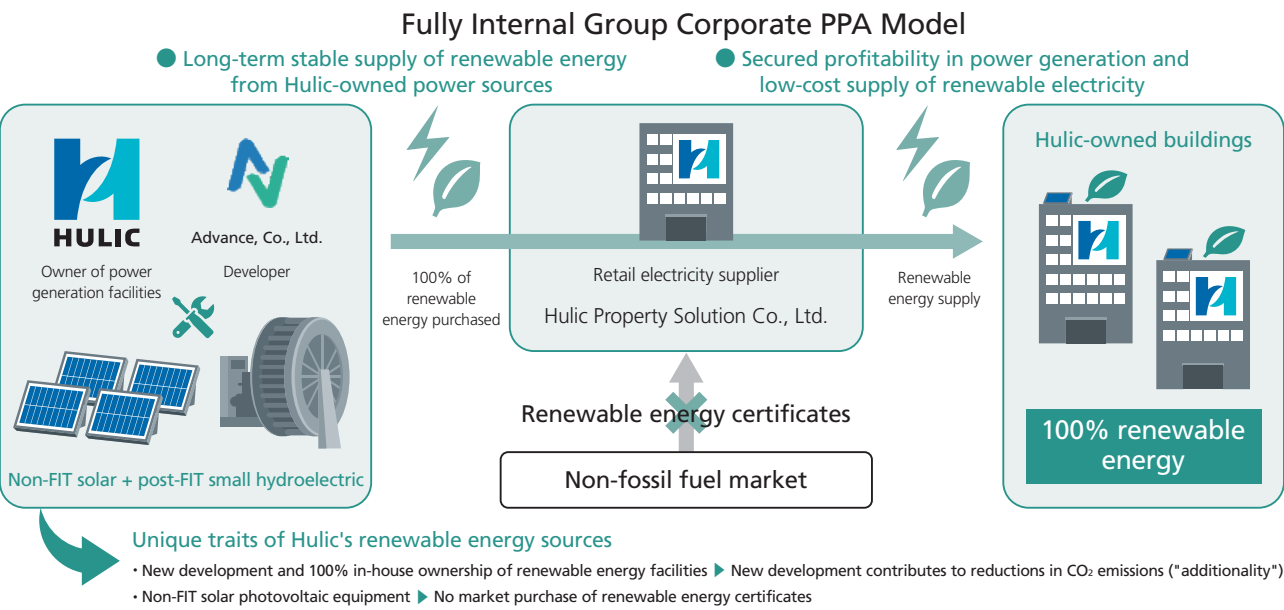 Fully Internal Group Corporate PPA Model
● Long-term stable supply of renewable energy
from Hulic-owned power sources
● Secured profitability in power generation and
low-cost supply of renewable electricity
HULIC
Owner of power
generation facilities
Advance, Co., Ltd.
Developer
Non-FIT solar + post-FIT small hydroelectric
100% of
renewable
energy purchased
Retail electricity supplier
Hulic Property Solution Co., Ltd.
Renewable
energy supply
Hulic-owned buildings
100% renewable
energy
Renewable energy certificates
Non-fossil fuel market
Unique traits of Hulic's renewable energy sources
・New development and 100% in-house ownership of renewable energy facilities ▶ New development contributes to reductions in CO₂ emissions ("additionality")
・Non-FIT solar photovoltaic equipment ▶ No market purchase of renewable energy certificates